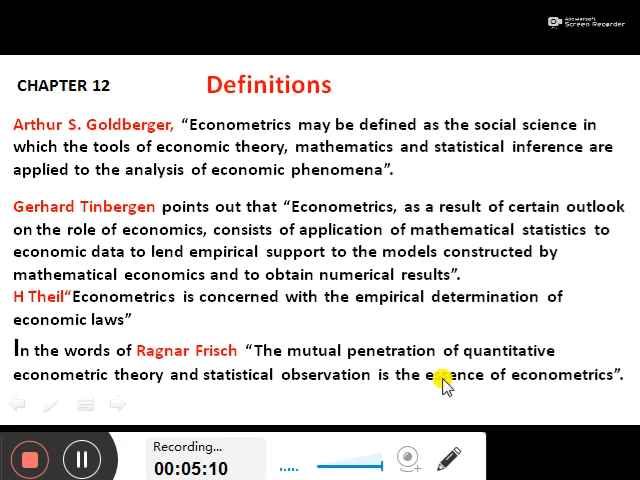 Apowersoft
Screen Recorder
CHAPTER 12
Definitions
Arthur S. Goldberger, “Econometrics may be defined as the social science in
which the tools of economic theory, mathematics and statistical inference are
applied to the analysis of economic phenomena”.
Gerhard Tinbergen points out that “Econometrics, as a result of certain outlook
on the role of economics, consists of application of mathematical statistics to
economic data to lend empirical support to the models constructed by
mathematical economics and to obtain numerical results”.
H Theil“Econometrics is concerned with the empirical determination of
economic laws”
In the words of Ragnar Frisch “The mutual penetration of quantitative
econometric theory and statistical observation is the essence of econometrics”.
Recording...
00:05:10